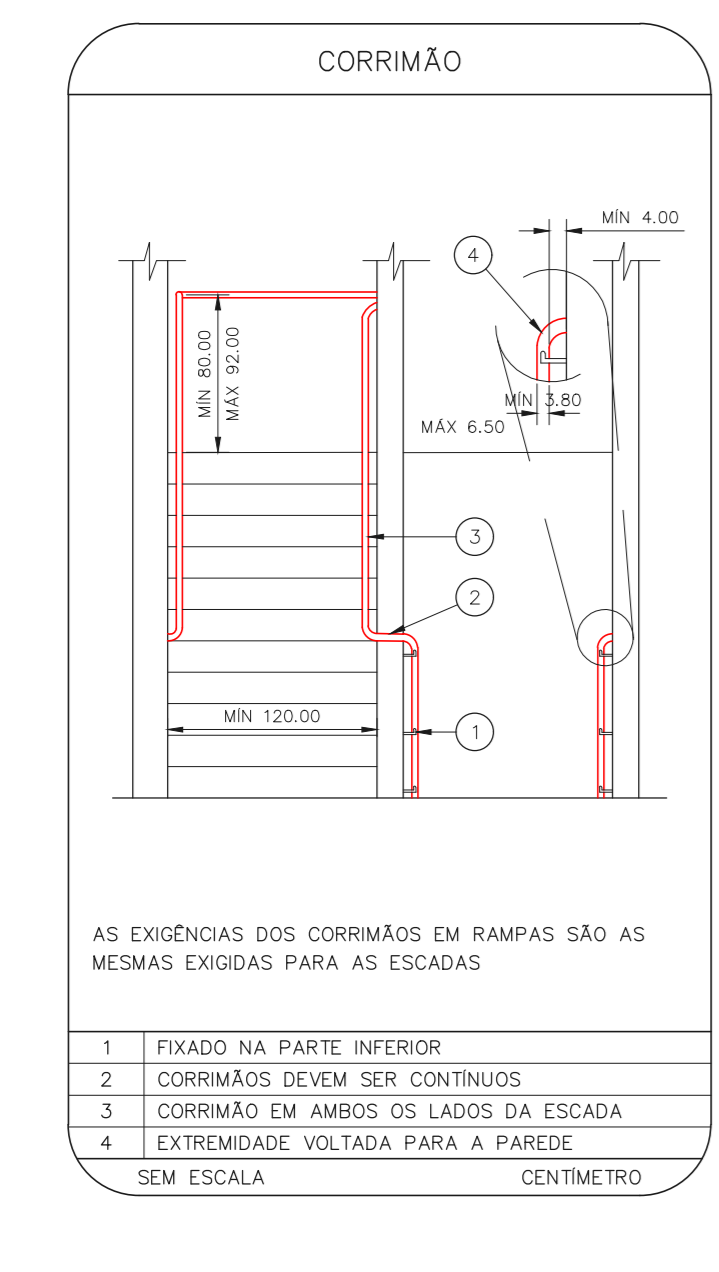 CORRIMÃO
MÍN 4.00
4
MÍN 80.00
MÁX 92.00
MÍN 3.80
MÁX 6.50
3
2
MÍN 120.00
1
AS EXIGÊNCIAS DOS CORRIMÃOS EM RAMPAS SÃO AS
MESMAS EXIGIDAS PARA AS ESCADAS
1 FIXADO NA PARTE INFERIOR
2 CORRIMÃOS DEVEM SER CONTÍNUOS
3 CORRIMÃO EM AMBOS OS LADOS DA ESCADA
4 EXTREMIDADE VOLTADA PARA A PAREDE
SEM ESCALA CENTÍMETRO